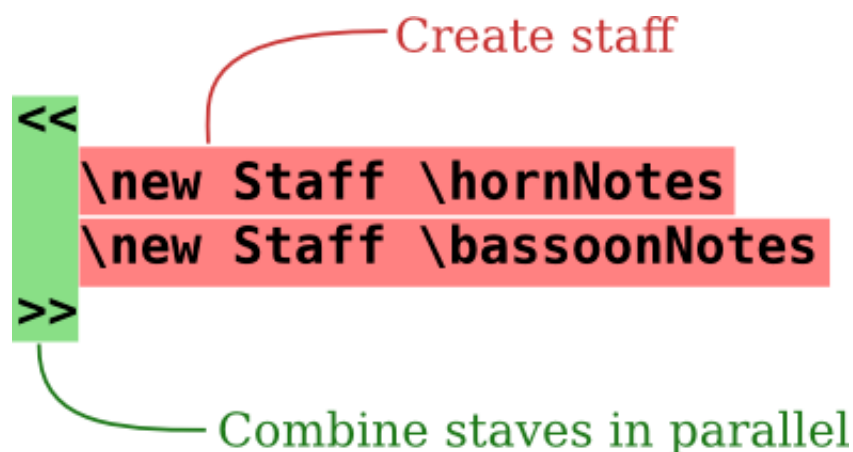 Create staff
<<
\new Staff \hornNotes
\new Staff \bassoonNotes
>>
Combine staves in parallel